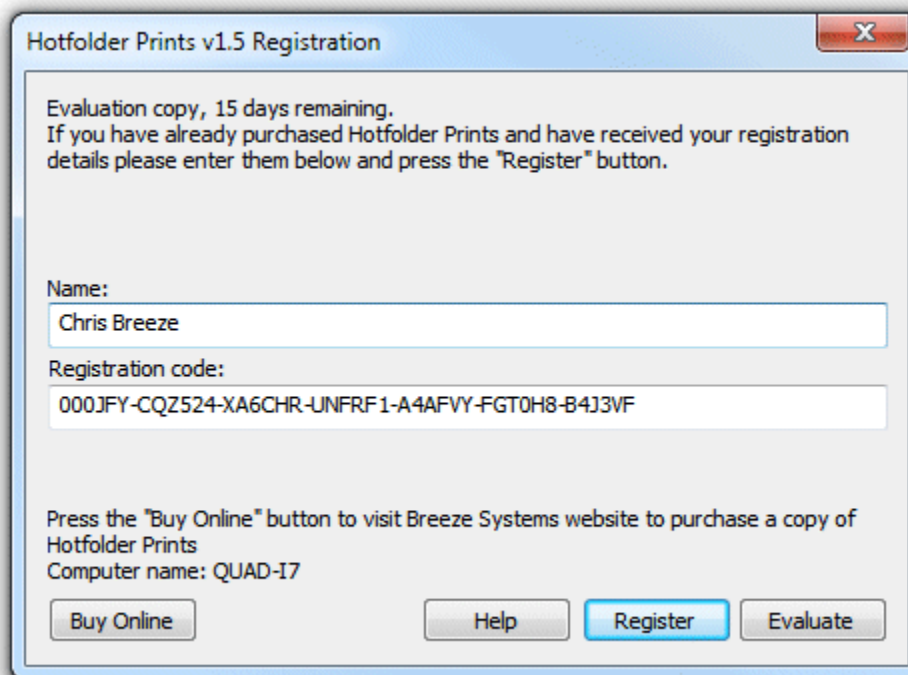 Hotfolder Prints v1.5 Registration
Evaluation copy, 15 days remaining.
If you have already purchased Hotfolder Prints and have received your registration
details please enter them below and press the "Register" button.
Name:
Chris Breeze
Registration code:
000JFY-CQZ524-XA6CHR-UNFRF1-A4AFVY-FGT0H8-B4J3VF
Press the "Buy Online" button to visit Breeze Systems website to purchase a copy of
Hotfolder Prints
Computer name: QUAD-I7
Buy Online Help Register Evaluate